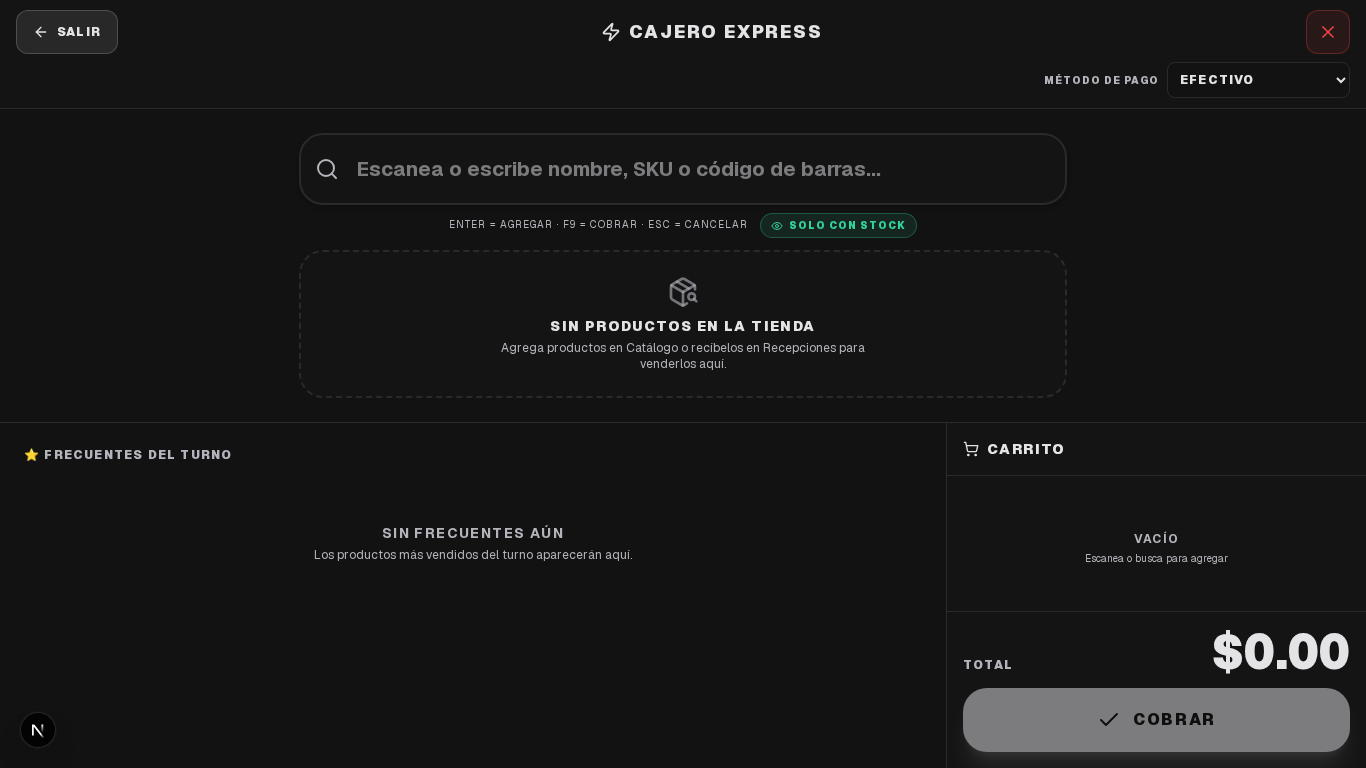 SALIR
CAJERO EXPRESS
MÉTODO DE PAGO
EFECTIVO
Escanea o escribe nombre, SKU o código de barras...
ENTER = AGREGAR · F9 = COBRAR · ESC = CANCELAR
SOLO CON STOCK
SIN PRODUCTOS EN LA TIENDA
Agrega productos en Catálogo o recíbelos en Recepciones para
venderlos aquí.
FRECUENTES DEL TURNO
SIN FRECUENTES AÚN
Los productos más vendidos del turno aparecerán aquí.
CARRITO
VACÍO
Escanea o busca para agregar
TOTAL
$0.00
COBRAR
N